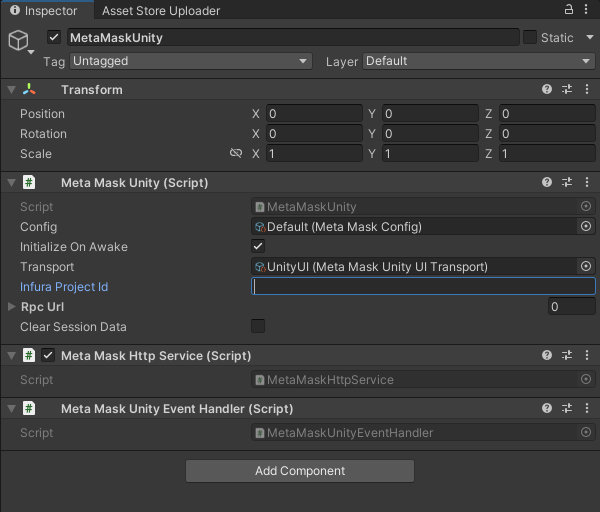 Inspector Asset Store Uploader
MetaMaskUnity Static
Tag Untagged Layer Default
Transform
Position X 0 Y 0 Z 0
Rotation X 0 Y 0 Z 0
Scale X 1 Y 1 Z 1
# Meta Mask Unity (Script)
Script # MetaMaskUnity
Config Default (Meta Mask Config)
Initialize On Awake
Transport UnityUI (Meta Mask Unity UI Transport)
Infura Project Id
Rpc Url 0
Clear Session Data
# Meta Mask Http Service (Script)
Script # MetaMaskHttpService
# Meta Mask Unity Event Handler (Script)
Script # MetaMaskUnityEventHandler
Add Component